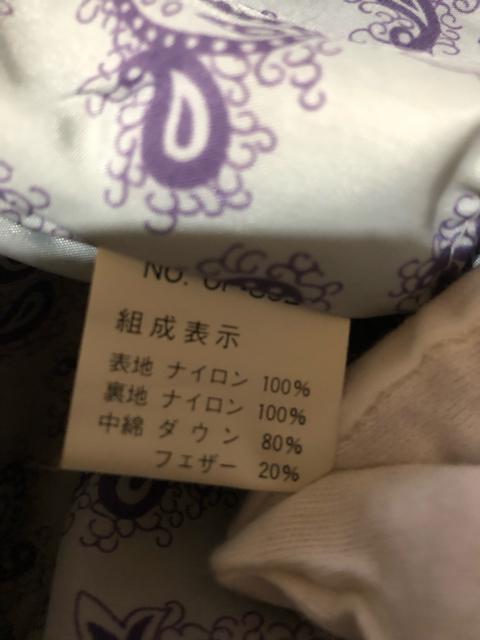 NO.
組成表示
表地 ナイロン 100%
裏地 ナイロン 100%
中綿 ダウン 80%
フェザー 20%